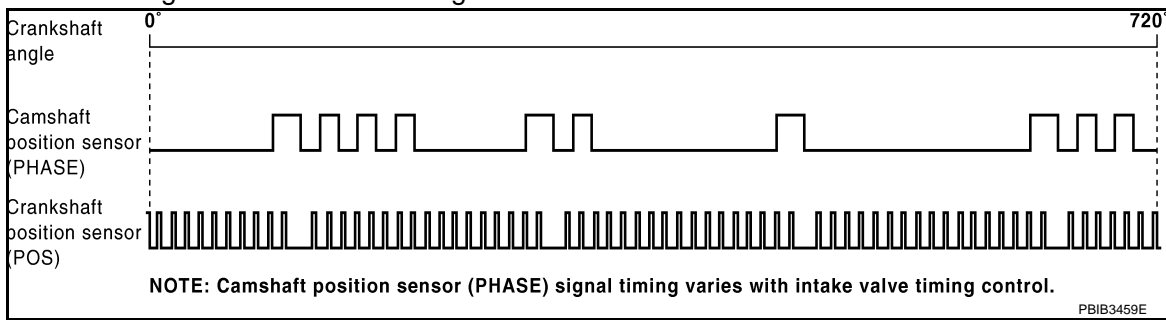 0°
720°
Crankshaft
angle
Camshaft
position sensor
(PHASE)
Crankshaft
position sensor
(POS)
NOTE: Camshaft position sensor (PHASE) signal timing varies with intake valve timing control.
PBIB3459E